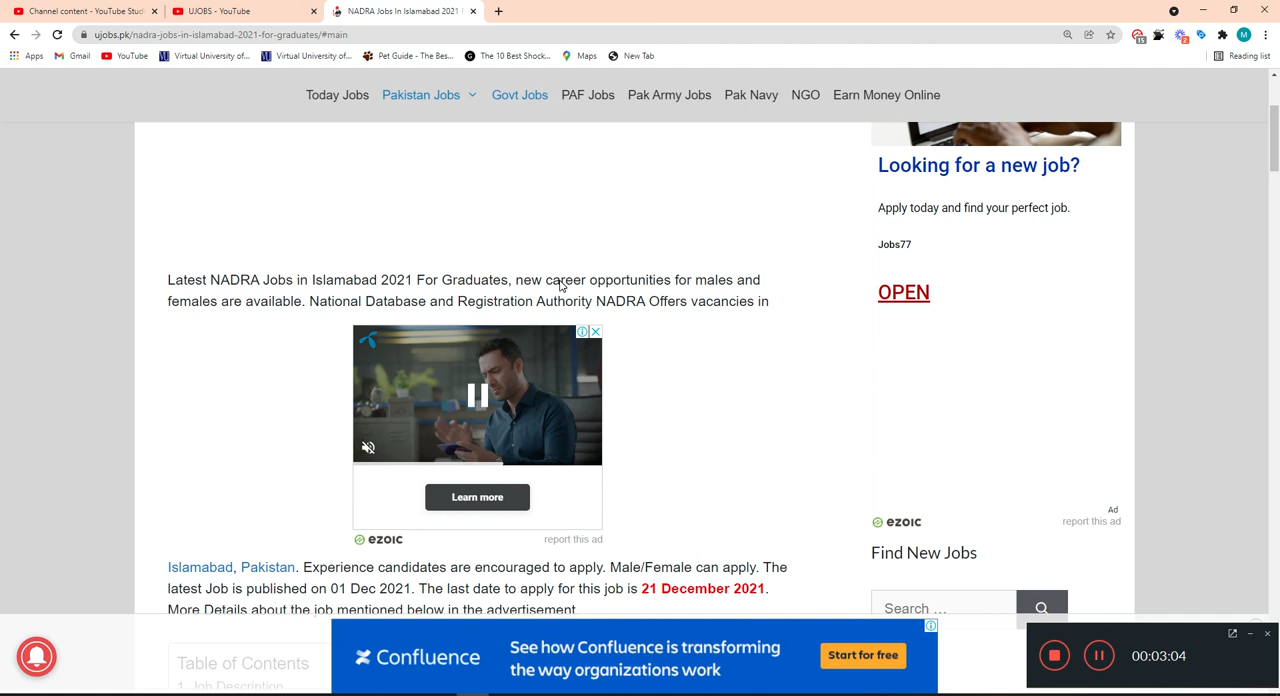 Channel content - YouTube Stud
UJOBS - YouTube
NADRA Jobs In Islamabad 2021 F
ujobs.pk/nadra-jobs-in-islamabad-2021-for-graduates/#main
15
2
M
Apps
Gmail
YouTube
Virtual University of...
Virtual University of...
Pet Guide - The Bes...
The 10 Best Shock...
Maps
New Tab
Reading list
Today Jobs
Pakistan Jobs
Govt Jobs
PAF Jobs
Pak Army Jobs
Pak Navy
NGO
Earn Money Online
Looking for a new job?
Apply today and find your perfect job.
Jobs77
OPEN
Latest NADRA Jobs in Islamabad 2021 For Graduates, new career opportunities for males and
females are available. National Database and Registration Authority NADRA Offers vacancies in
Learn more
ezoic
report this ad
Ad
ezoic
report this ad
Find New Jobs
Search ...
Islamabad, Pakistan. Experience candidates are encouraged to apply. Male/Female can apply. The
latest Job is published on 01 Dec 2021. The last date to apply for this job is 21 December 2021.
More Details about the job mentioned below in the advertisement
Table of Contents
1. Job Description
Confluence
See how Confluence is transforming
the way organizations work
Start for free
00:03:04